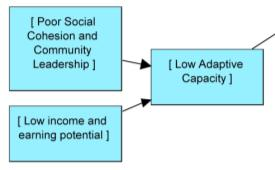 [ Poor Social
Cohesion and
Community
Leadership ]
[ Low Adaptive
Capacity ]
[ Low income and
earning potential ]